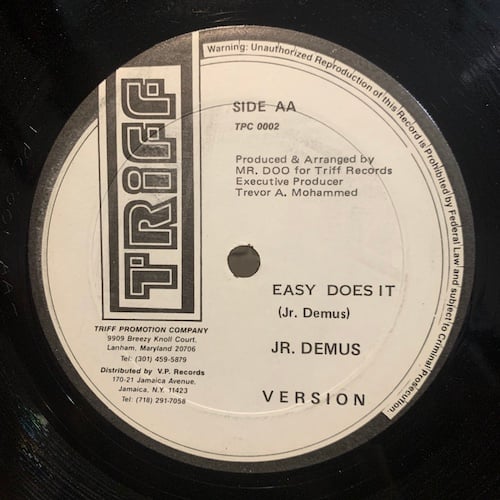 Warning: Unauthorized Reproduction of this Record is Prohibited by Federal Law and subject to Criminal Prosecution.
TRIFF
SIDE AA
TPC 0002
Produced & Arranged by
MR. DOO for Triff Records
Executive Producer
Trevor A. Mohammed
EASY DOES IT
(Jr. Demus)
JR. DEMUS
VERSION
TRIFF PROMOTION COMPANY
9909 Breezy Knoll Court,
Lanham, Maryland 20706
Tel: (301) 459-5879
Distributed by V.P. Records
170-21 Jamaica Avenue,
Jamaica, N.Y. 11423
Tel: (718) 291-7058